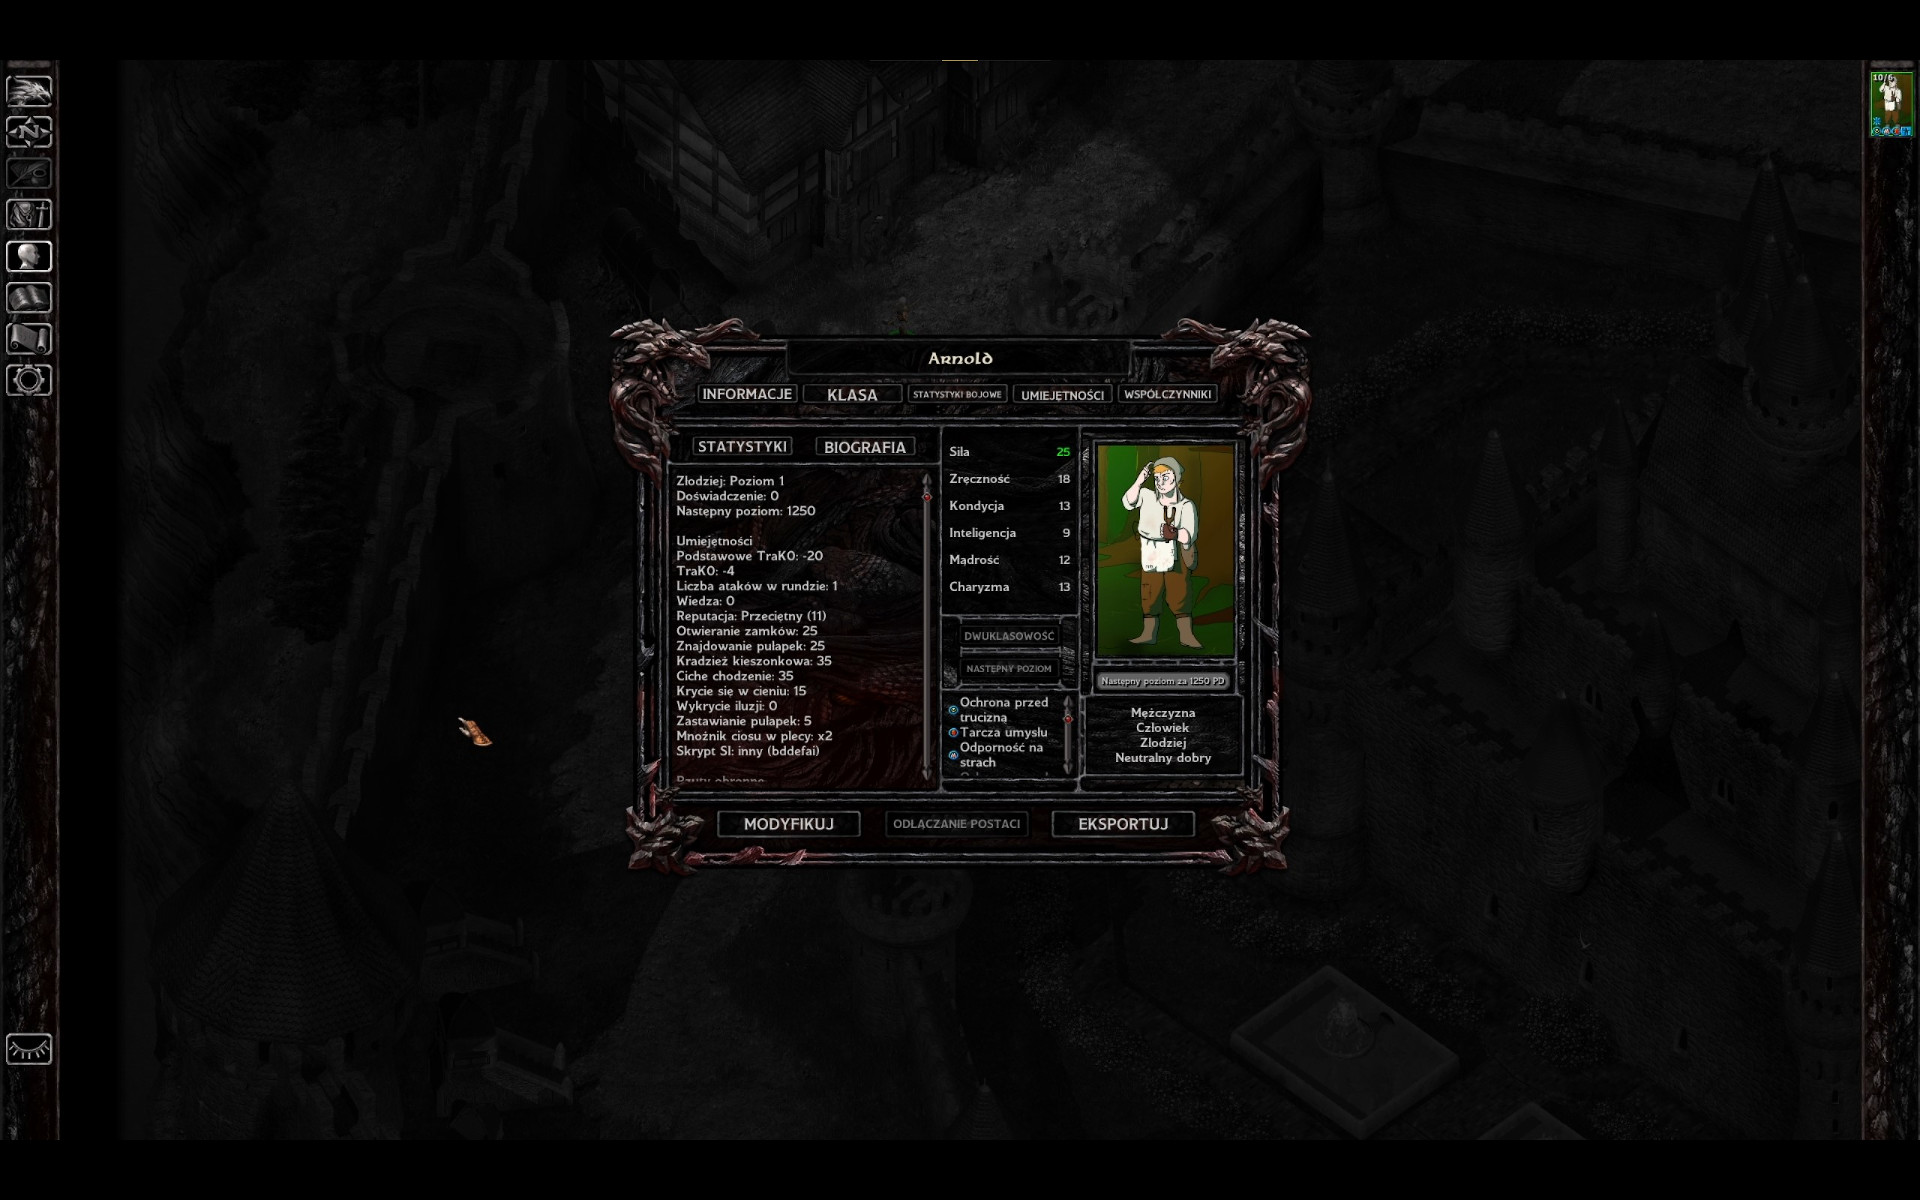 10/6
Arnold
INFORMACJE
KLASA
STATYSTYKI BOJOWE
UMIEJĘTNOŚCI
WSPÓŁCZYNNIKI
STATYSTYKI
BIOGRAFIA
Złodziej: Poziom 1
Doświadczenie: 0
Następny poziom: 1250
Umiejętności
Podstawowe TraK0: -20
TraK0: -4
Liczba ataków w rundzie: 1
Wiedza: 0
Reputacja: Przeciętny (11)
Otwieranie zamków: 25
Znajdowanie pułapek: 25
Kradzież kieszonkowa: 35
Ciche chodzenie: 35
Krycie się w cieniu: 15
Wykrycie iluzji: 0
Zastawianie pułapek: 5
Mnożnik ciosu w plecy: x2
Skrypt SI: inny (bddefai)
Rzuty obronne
Siła 25
Zręczność 18
Kondycja 13
Inteligencja 9
Mądrość 12
Charyzma 13
DWUKLASOWOŚĆ
NASTĘPNY POZIOM
Ochrona przed
trucizną
Tarcza umysłu
Odporność na
strach
Następny poziom za 1250 PD
Mężczyzna
Człowiek
Złodziej
Neutralny dobry
MODYFIKUJ
ODŁĄCZANIE POSTACI
EKSPORTUJ